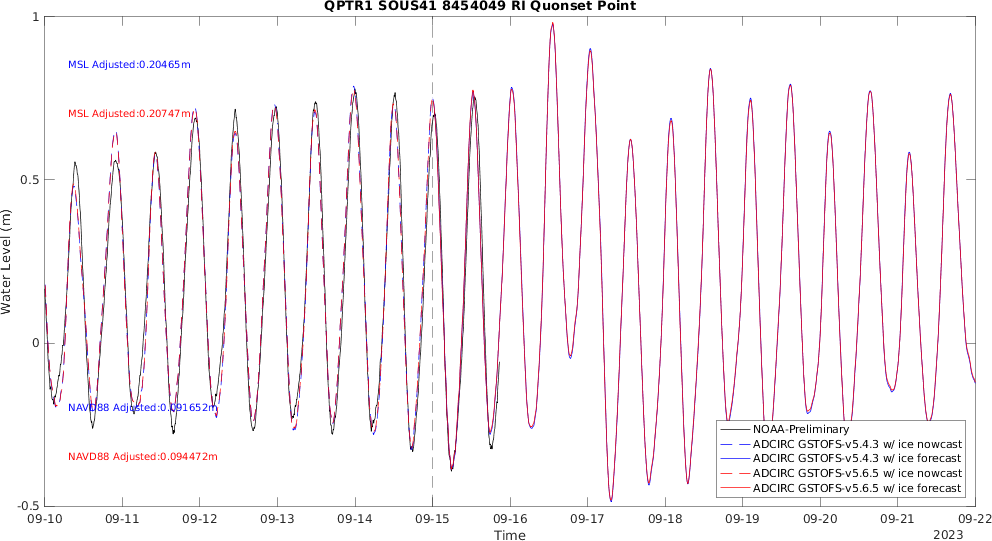 QPTR1 SOUS41 8454049 RI Quonset Point
1
0.5
0
-0.5
Water Level (m)
MSL Adjusted:0.20465m
MSL Adjusted:0.20747m
NAVD88 Adjusted:0.091652m
NAVD88 Adjusted:0.094472m
NOAA-Preliminary
ADCIRC GSTOFS-v5.4.3 w/ ice nowcast
ADCIRC GSTOFS-v5.4.3 w/ ice forecast
ADCIRC GSTOFS-v5.6.5 w/ ice nowcast
ADCIRC GSTOFS-v5.6.5 w/ ice forecast
09-10 09-11 09-12 09-13 09-14 09-15 09-16 09-17 09-18 09-19 09-20 09-21 09-22
Time
2023